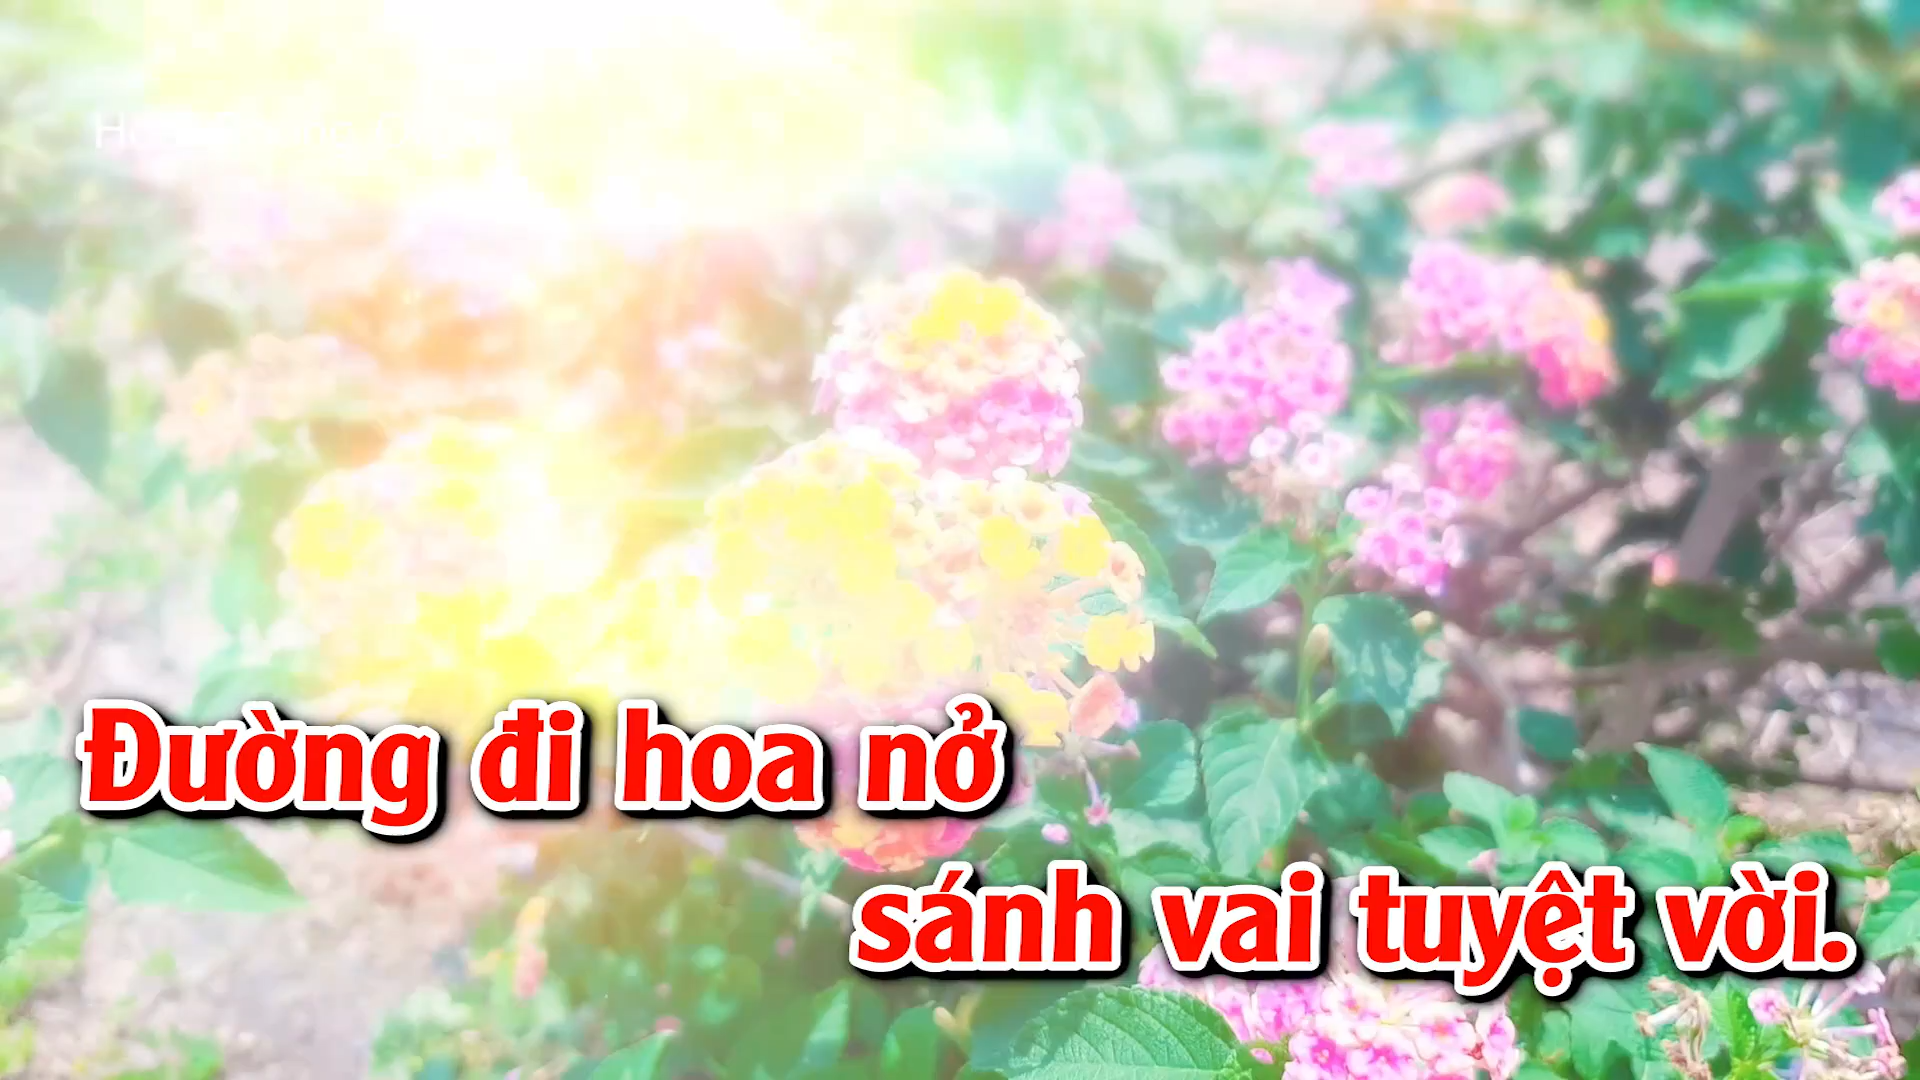 Đường đi hoa nở
sánh vai tuyệt vời.